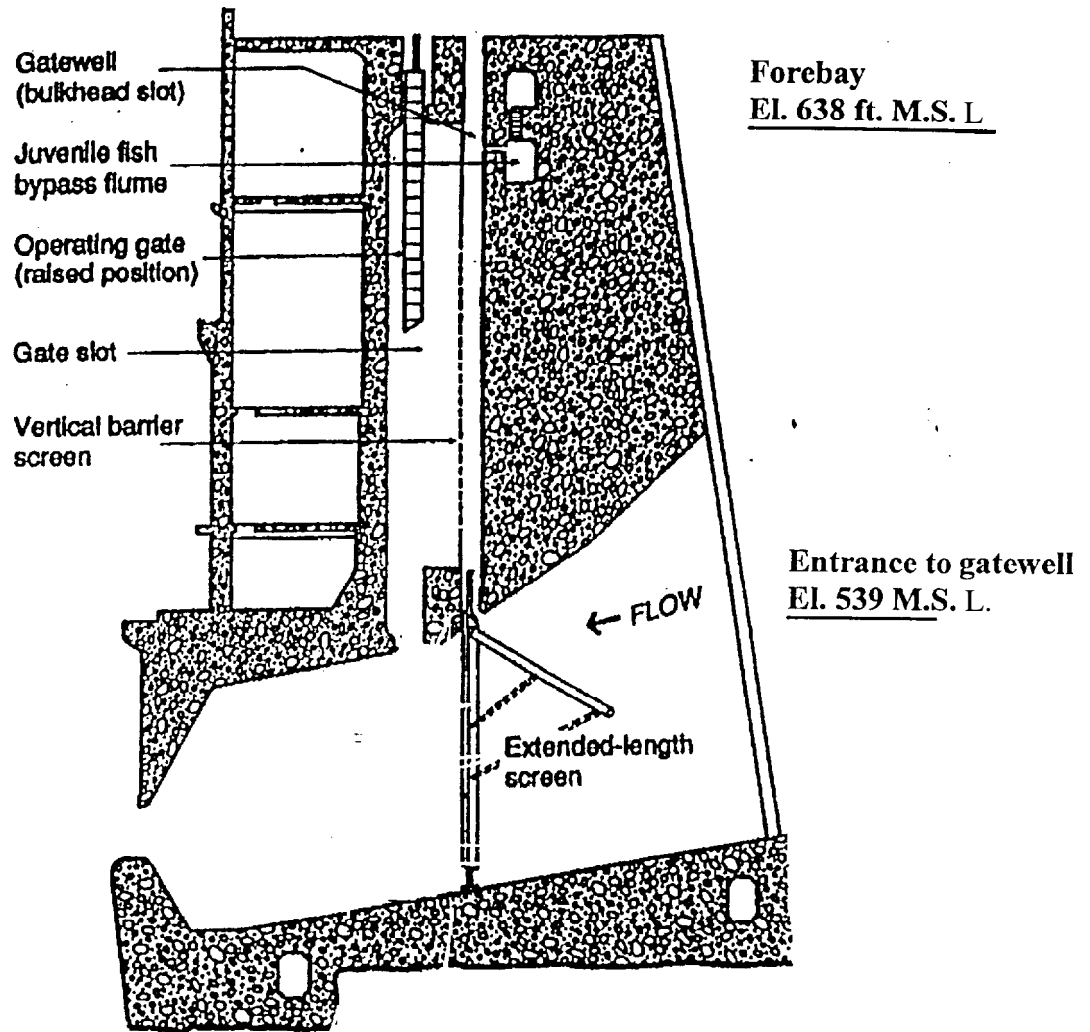 Gatewell
(bulkhead slot)
Juvenile fish
bypass flume
Operating gate
(raised position)
Gate slot
Vertical barrier
screen
Forebay
El. 638 ft. M.S. L
Entrance to gatewell
El. 539 M.S. L.
← FLOW
Extended-length
screen